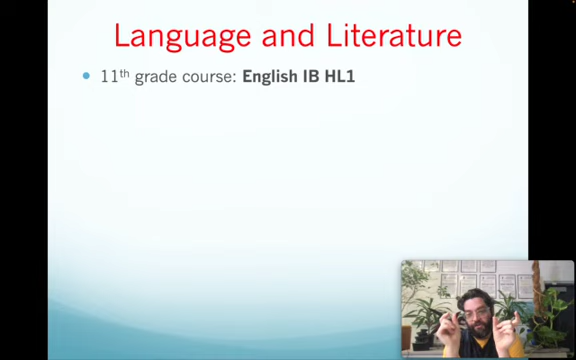 Language and Literature
• 11th grade course: English IB HL1